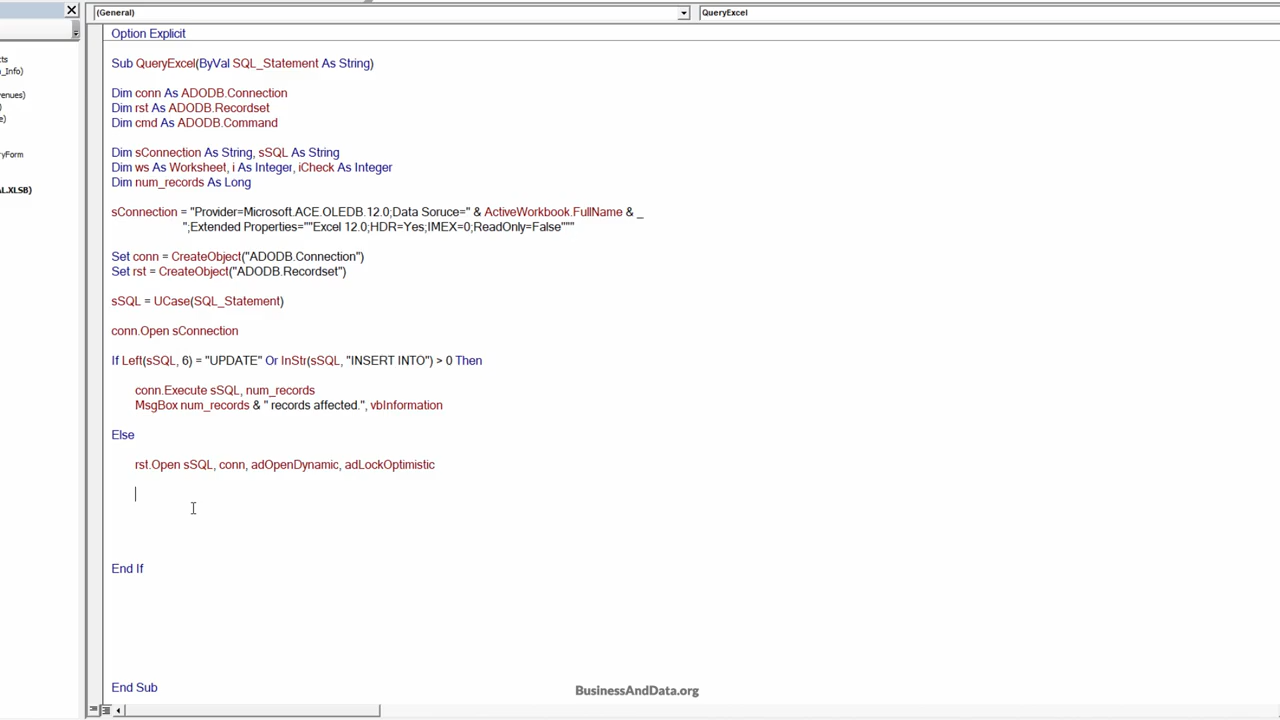 (General)
QueryExcel
Option Explicit
Sub QueryExcel(ByVal SQL_Statement As String)
Dim conn As ADODB.Connection
Dim rst As ADODB.Recordset
Dim cmd As ADODB.Command
Dim sConnection As String, sSQL As String
Dim ws As Worksheet, i As Integer, iCheck As Integer
Dim num_records As Long
sConnection = "Provider=Microsoft.ACE.OLEDB.12.0;Data Soruce=" & ActiveWorkbook.FullName & _
";Extended Properties=""Excel 12.0;HDR=Yes;IMEX=0;ReadOnly=False"""
Set conn = CreateObject("ADODB.Connection")
Set rst = CreateObject("ADODB.Recordset")
sSQL = UCase(SQL_Statement)
conn.Open sConnection
If Left(sSQL, 6) = "UPDATE" Or InStr(sSQL, "INSERT INTO") > 0 Then
conn.Execute sSQL, num_records
MsgBox num_records & " records affected.", vbInformation
Else
rst.Open sSQL, conn, adOpenDynamic, adLockOptimistic
End If
End Sub
cts
_Info)
enues)
)
e)
ryForm
AL.XLSB)
BusinessAndData.org